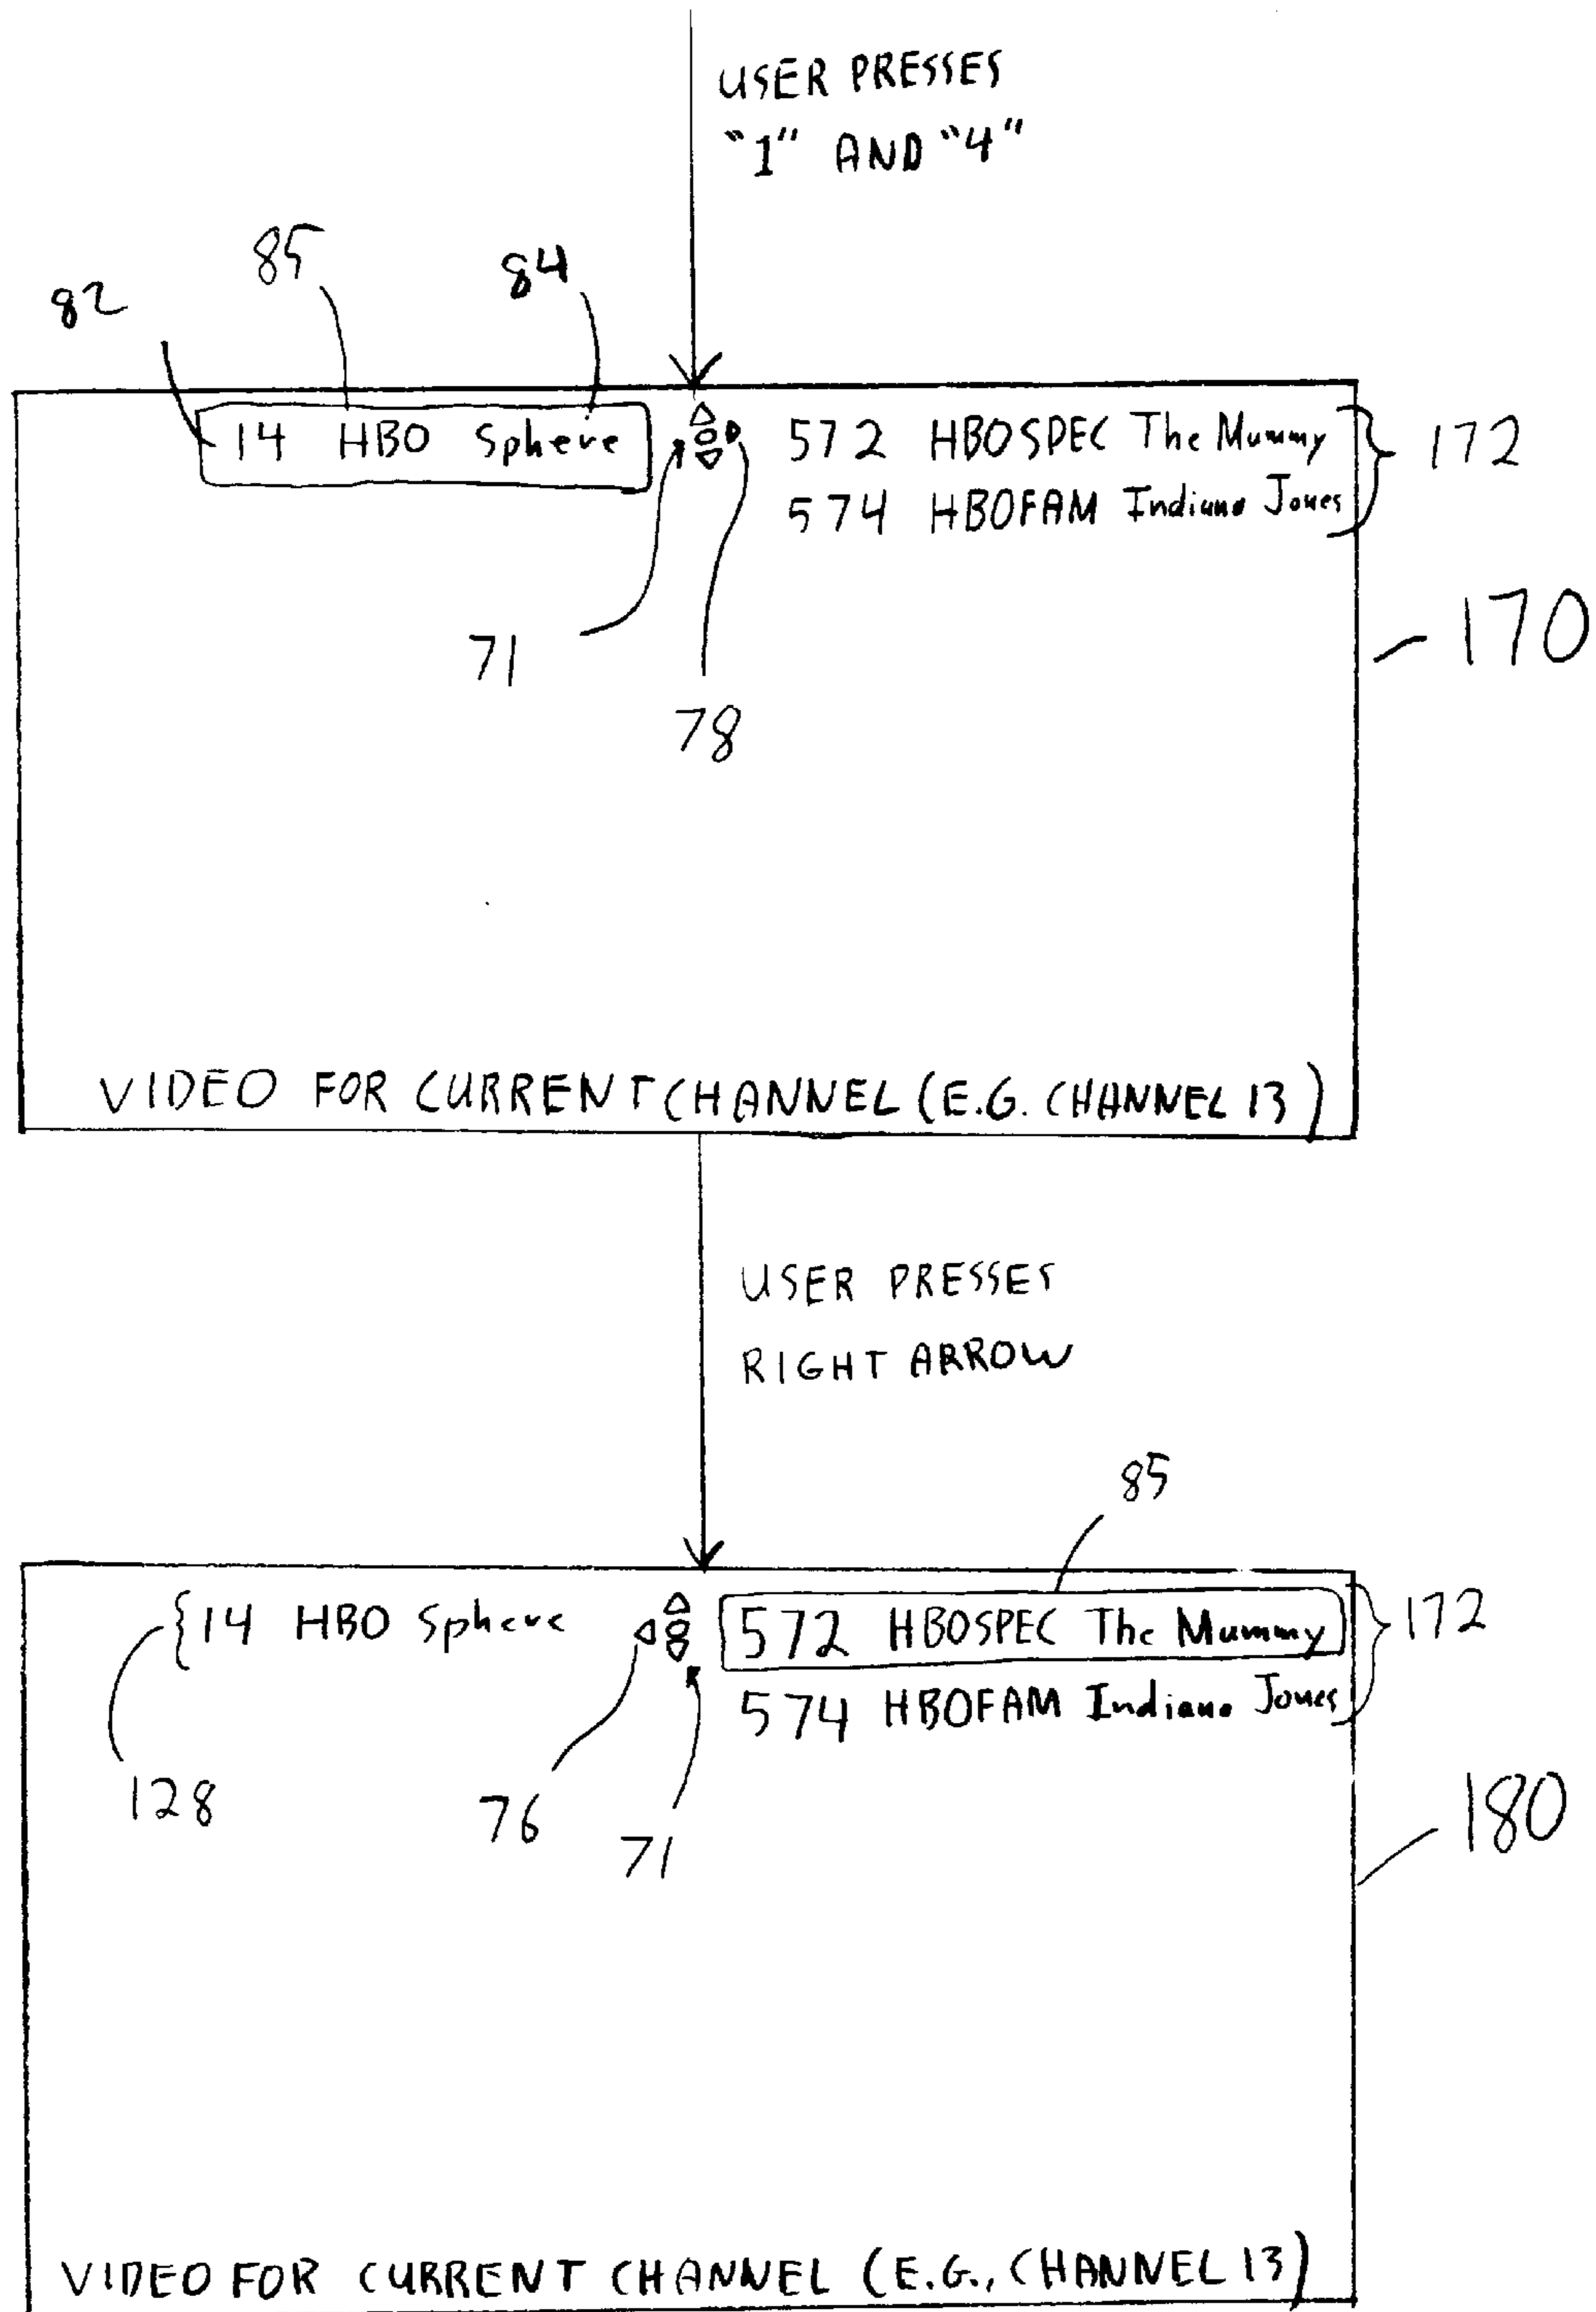 USER PRESSES
"1" AND "4"
85
84
82
14 HBO Sphere
572 HBOSPEC The Mummy
172
574 HBOFAM Indiana Jones
170
71
78
VIDEO FOR CURRENT CHANNEL (E.G. CHANNEL 13)
USER PRESSES
RIGHT ARROW
85
{14 HBO Sphere
572 HBOSPEC The Mummy
172
574 HBOFAM Indiana Jones
128
76
71
180
VIDEO FOR CURRENT CHANNEL (E.G., CHANNEL 13)